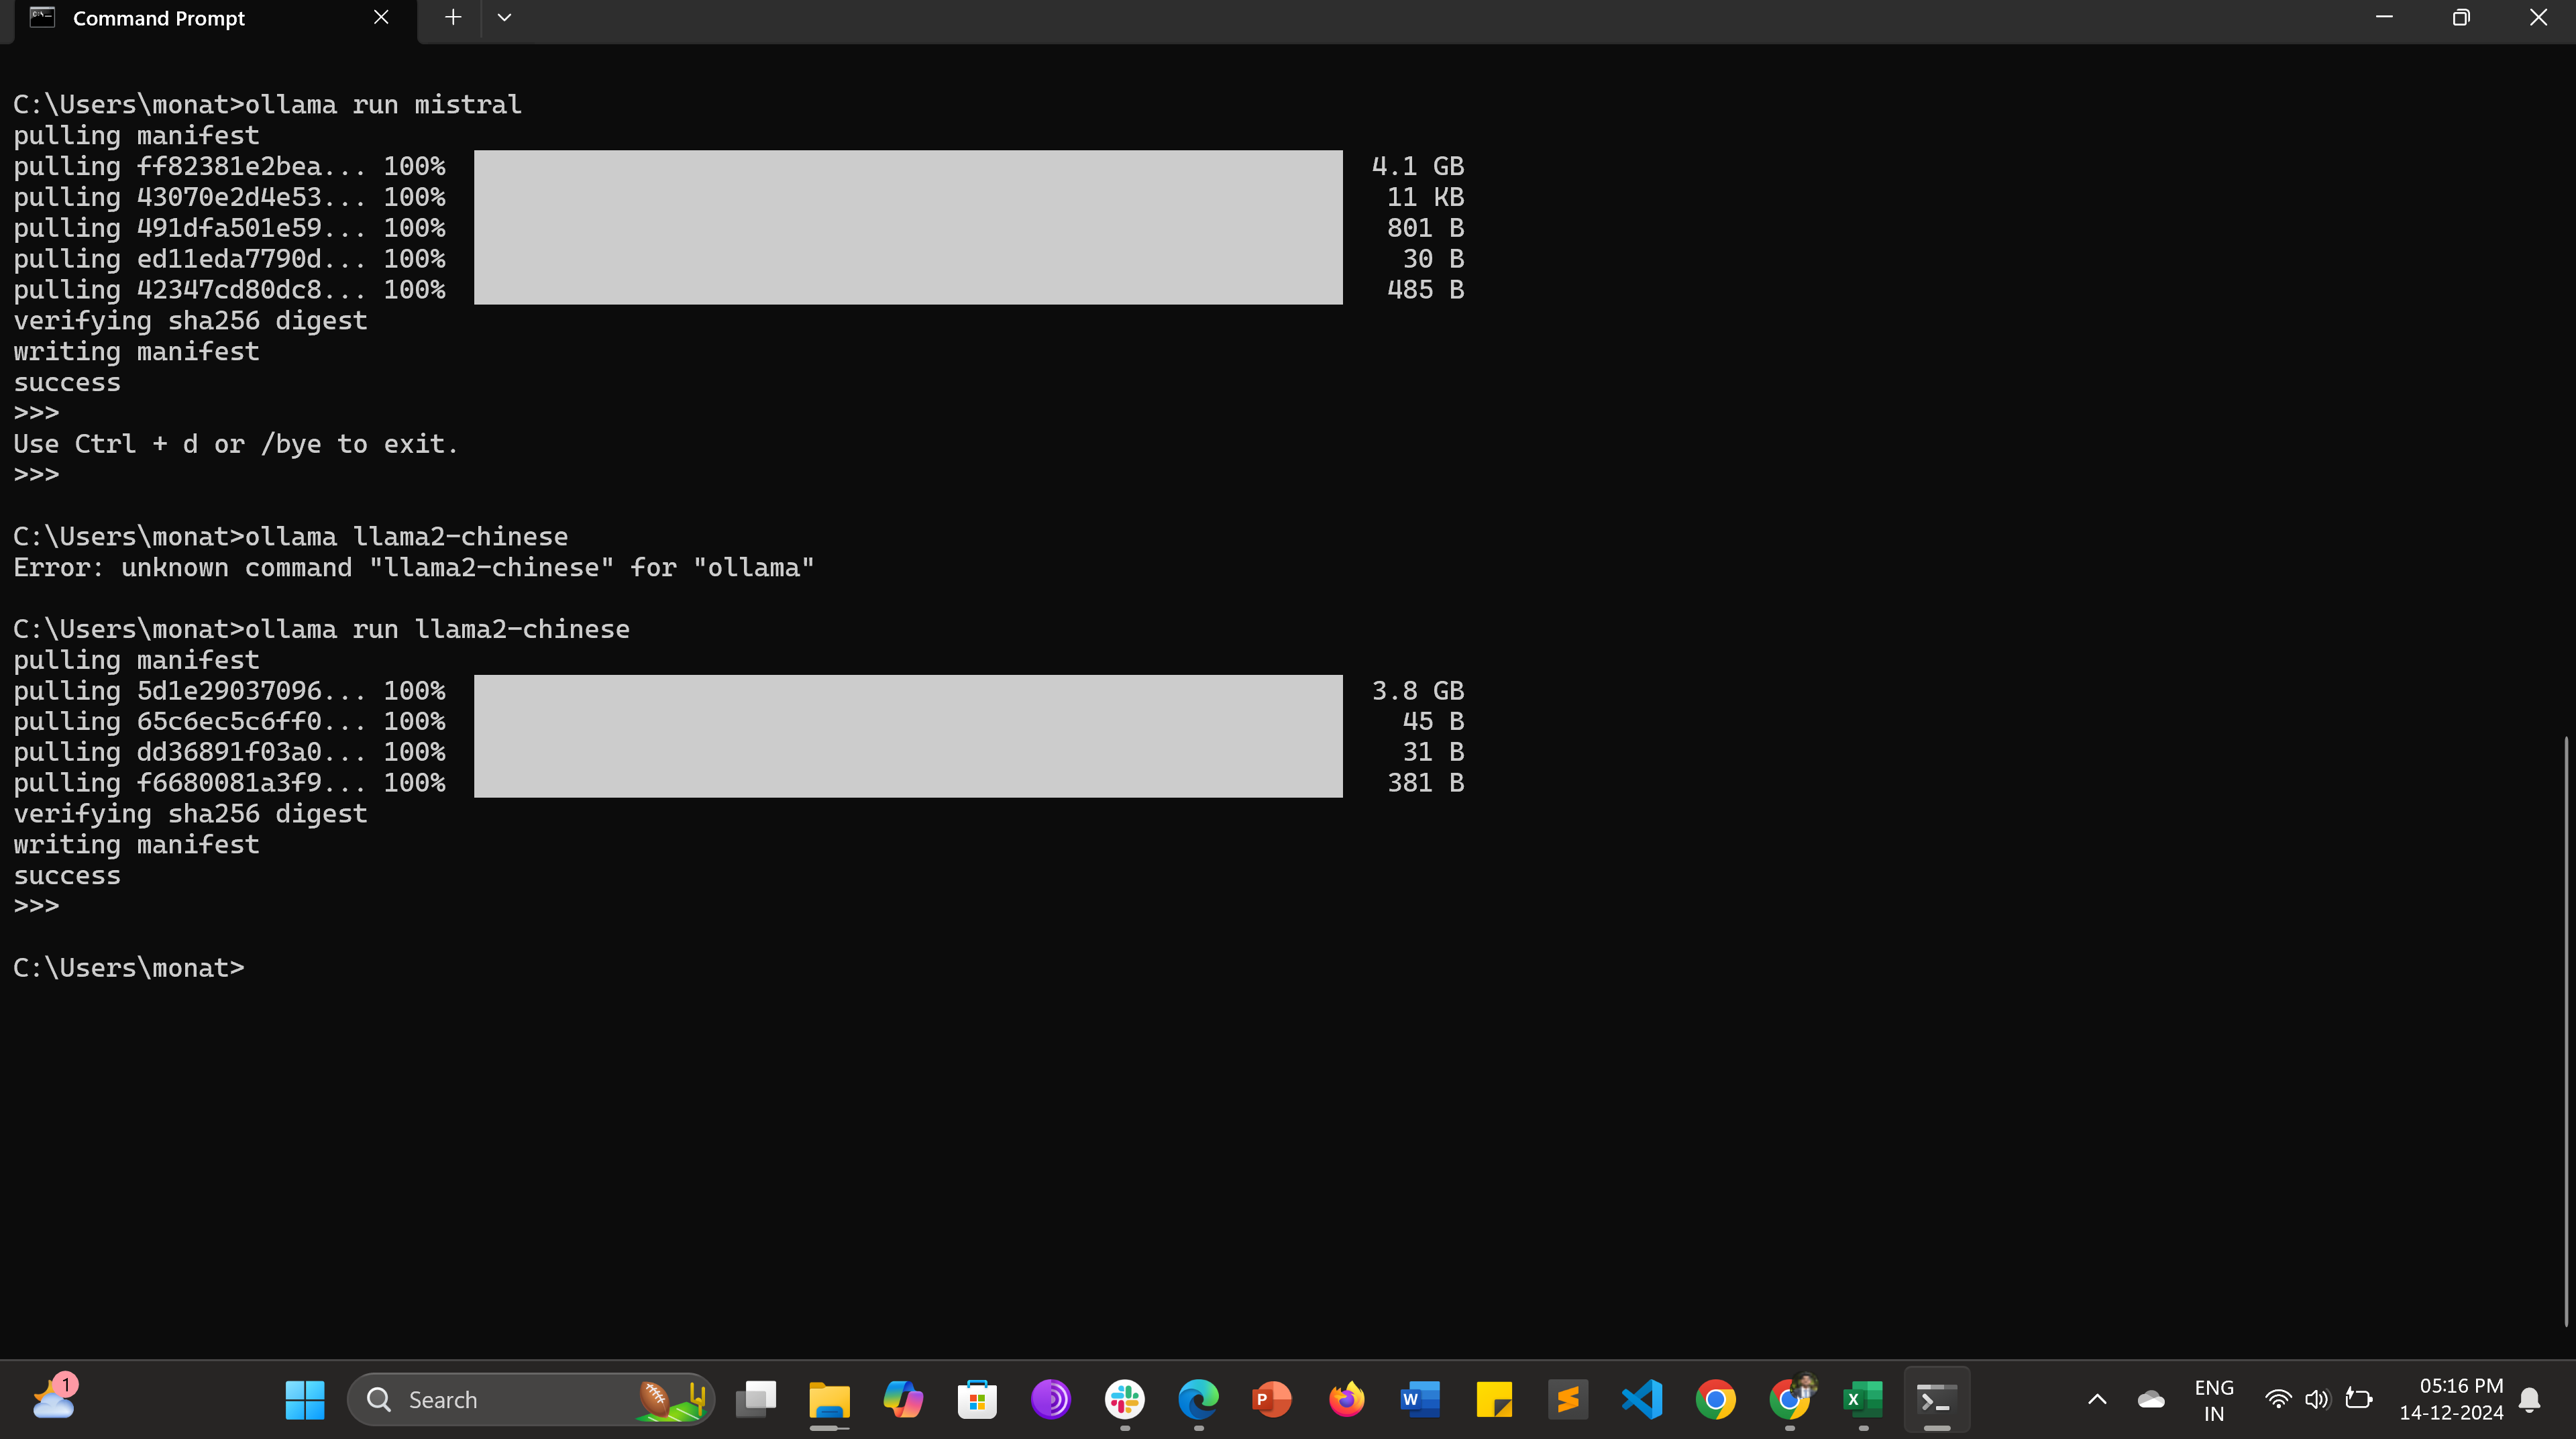 Command Prompt
C:\Users\monat>ollama run mistral
pulling manifest
pulling ff82381e2bea... 100% 4.1 GB
pulling 43070e2d4e53... 100% 11 KB
pulling 491dfa501e59... 100% 801 B
pulling ed11eda7790d... 100% 30 B
pulling 42347cd80dc8... 100% 485 B
verifying sha256 digest
writing manifest
success
>>>
Use Ctrl + d or /bye to exit.
>>>
C:\Users\monat>ollama llama2-chinese
Error: unknown command "llama2-chinese" for "ollama"
C:\Users\monat>ollama run llama2-chinese
pulling manifest
pulling 5d1e29037096... 100% 3.8 GB
pulling 65c6ec5c6ff0... 100% 45 B
pulling dd36891f03a0... 100% 31 B
pulling f6680081a3f9... 100% 381 B
verifying sha256 digest
writing manifest
success
>>>
C:\Users\monat>
1
Search
P
W
X
ENG
IN
05:16 PM
14-12-2024